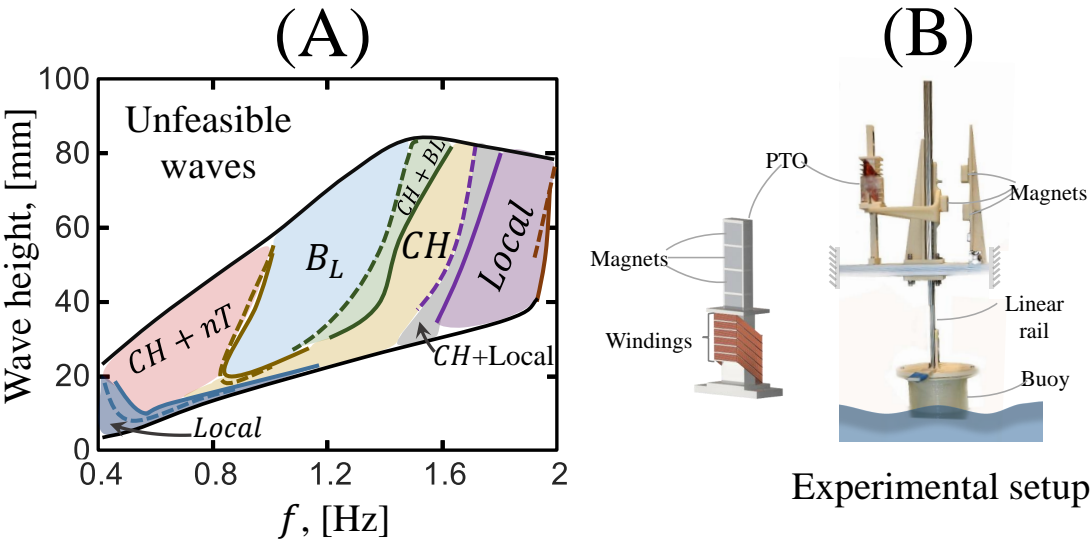 (A)
100
80
60
40
20
0
0.4
0.8
1.2
1.6
2
Wave height, [mm]
f, [Hz]
Unfeasible
waves
CH + nT
B_L
CH + BL
CH
Local
CH+Local
Local
(B)
PTO
Magnets
Windings
Magnets
Linear
rail
Buoy
Experimental setup